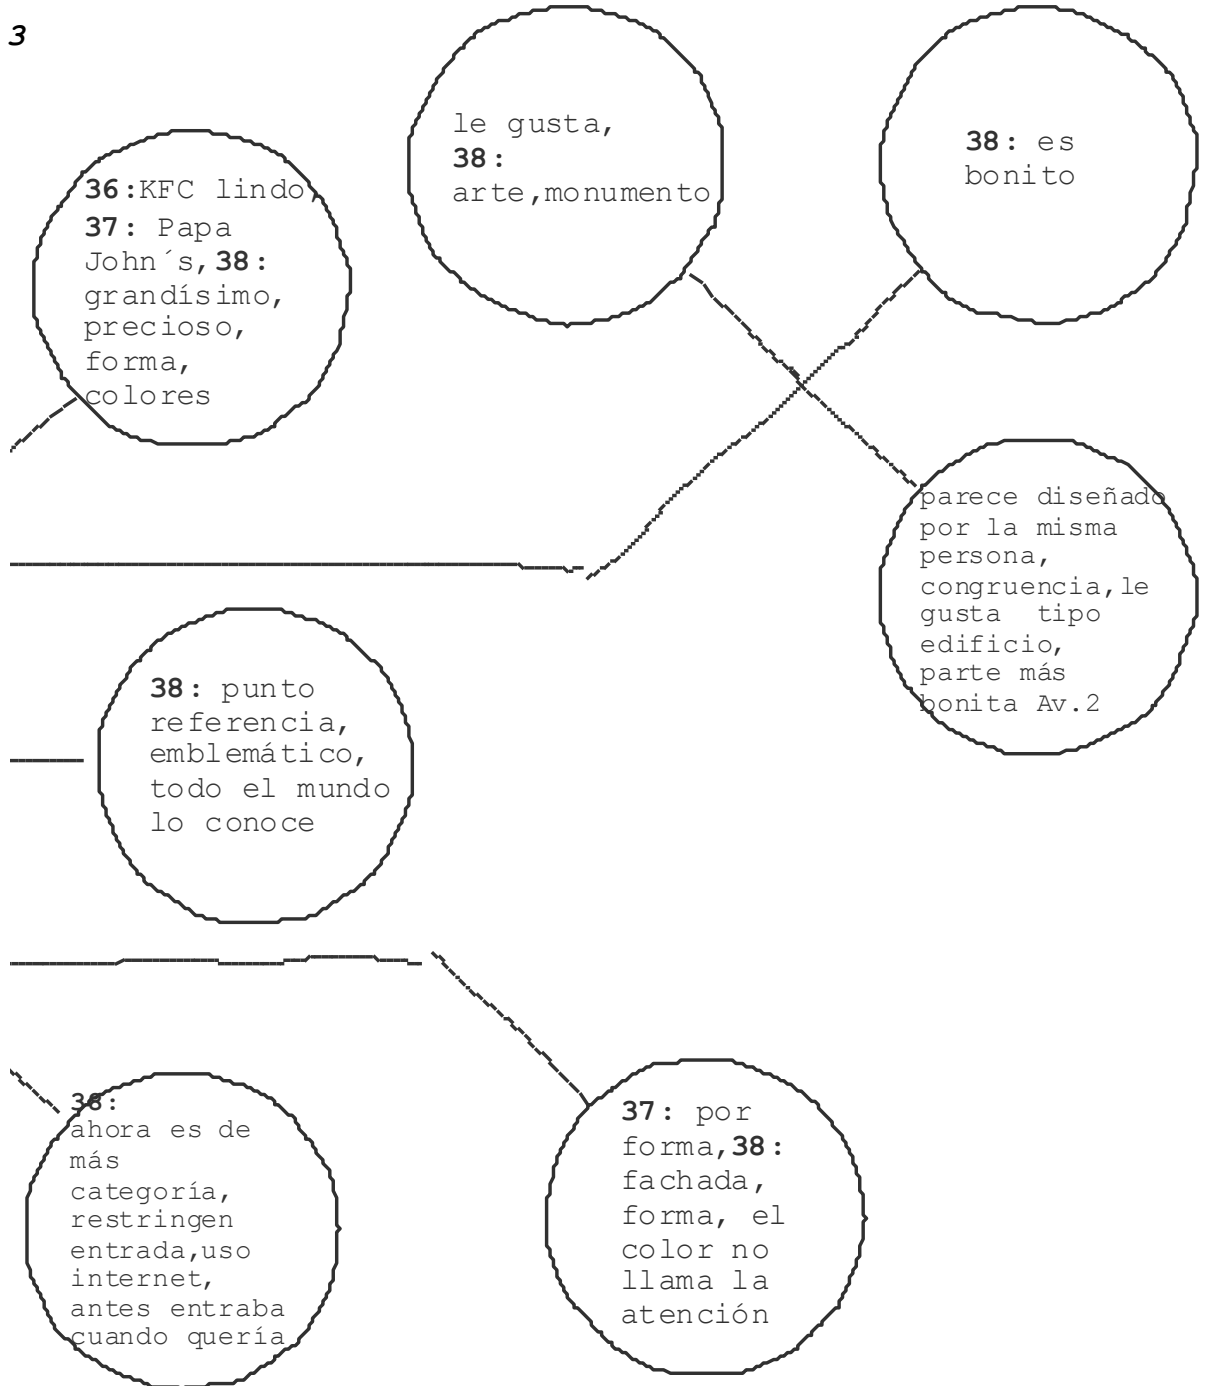 3
le gusta,
38:
arte,monumento
38: es
bonito
36:KFC lindo,
37: Papa
John´s,38:
grandísimo,
precioso,
forma,
colores
parece diseñado
por la misma
persona,
congruencia,le
gusta tipo
edificio,
parte más
bonita Av.2
38: punto
referencia,
emblemático,
todo el mundo
lo conoce
38:
ahora es de
más
categoría,
restringen
entrada,uso
internet,
antes entraba
cuando quería
37: por
forma,38:
fachada,
forma, el
color no
llama la
atención